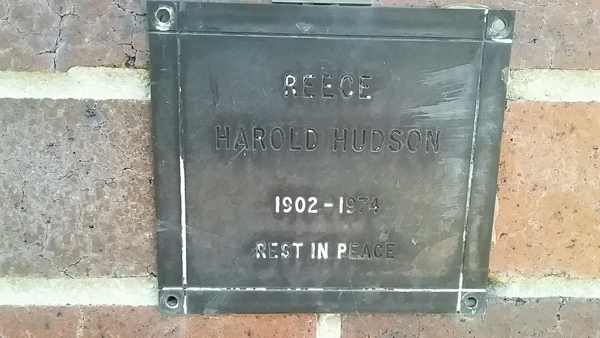 REECE
HAROLD HUDSON
1902-1974
REST IN PEACE